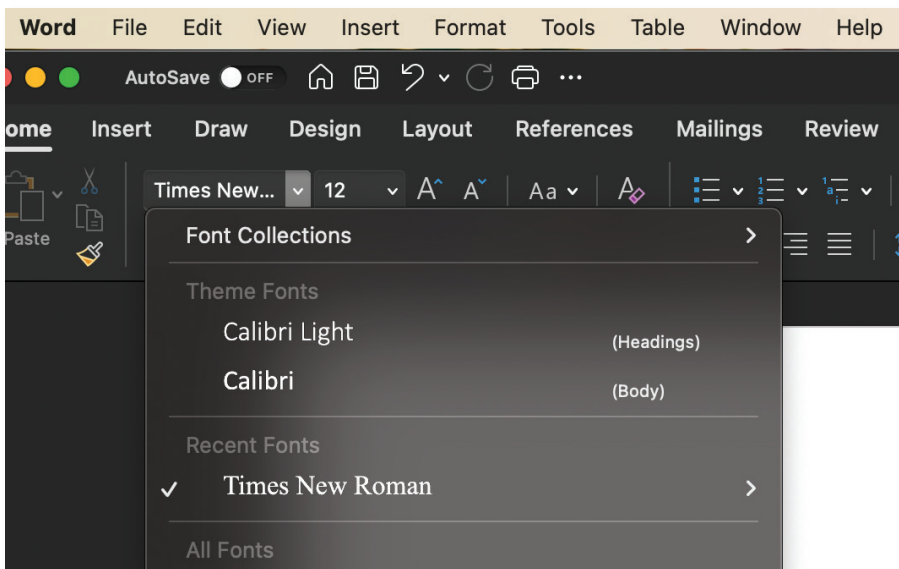 Word File Edit View Insert Format Tools Table Window Help
AutoSave OFF
ome Insert Draw Design Layout References Mailings Review
Times New... 12 Aa
Paste
Font Collections
Theme Fonts
Calibri Light (Headings)
Calibri (Body)
Recent Fonts
Times New Roman
All Fonts